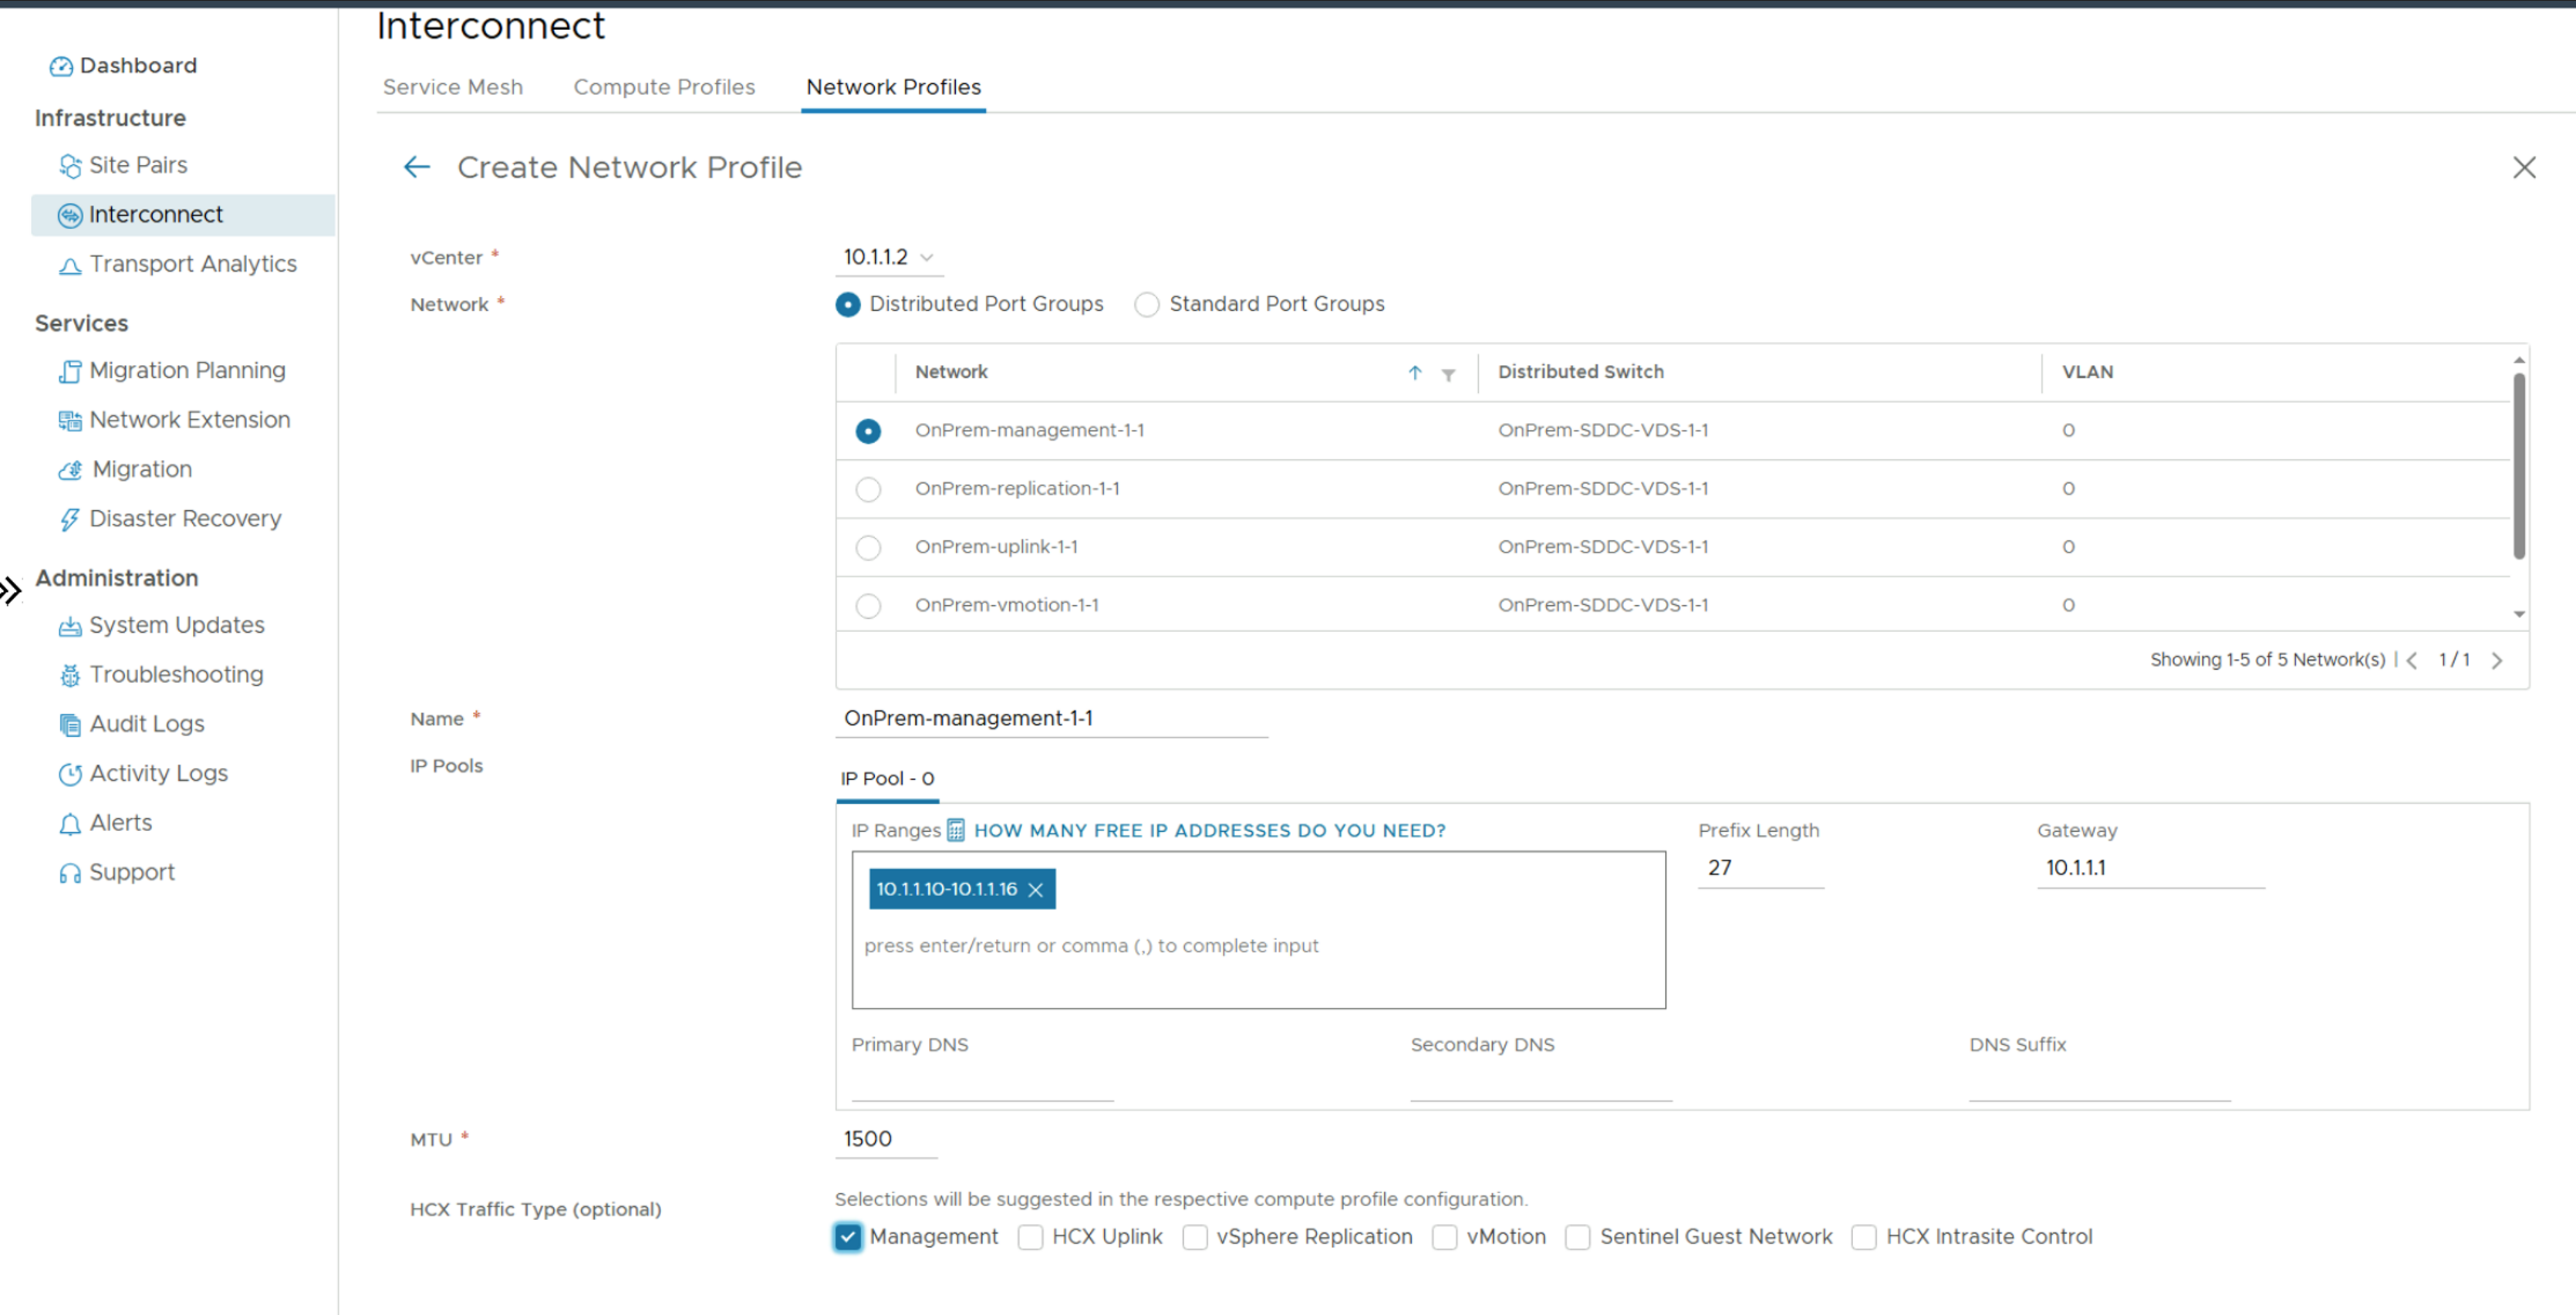 Interconnect
Dashboard
Infrastructure
Site Pairs
Interconnect
Transport Analytics
Services
Migration Planning
Network Extension
Migration
Disaster Recovery
Administration
System Updates
Troubleshooting
Audit Logs
Activity Logs
Alerts
Support
Service Mesh Compute Profiles Network Profiles
Create Network Profile
vCenter * 10.1.1.2
Network * Distributed Port Groups Standard Port Groups
Network Distributed Switch VLAN
OnPrem-management-1-1 OnPrem-SDDC-VDS-1-1 0
OnPrem-replication-1-1 OnPrem-SDDC-VDS-1-1 0
OnPrem-uplink-1-1 OnPrem-SDDC-VDS-1-1 0
OnPrem-vmotion-1-1 OnPrem-SDDC-VDS-1-1 0
Showing 1-5 of 5 Network(s) | 1 / 1
Name * OnPrem-management-1-1
IP Pools
IP Pool - 0
IP Ranges HOW MANY FREE IP ADDRESSES DO YOU NEED? Prefix Length Gateway
27 10.1.1.1
10.1.1.10-10.1.1.16
press enter/return or comma (,) to complete input
Primary DNS Secondary DNS DNS Suffix
MTU * 1500
HCX Traffic Type (optional) Selections will be suggested in the respective compute profile configuration.
Management HCX Uplink vSphere Replication vMotion Sentinel Guest Network HCX Intrasite Control